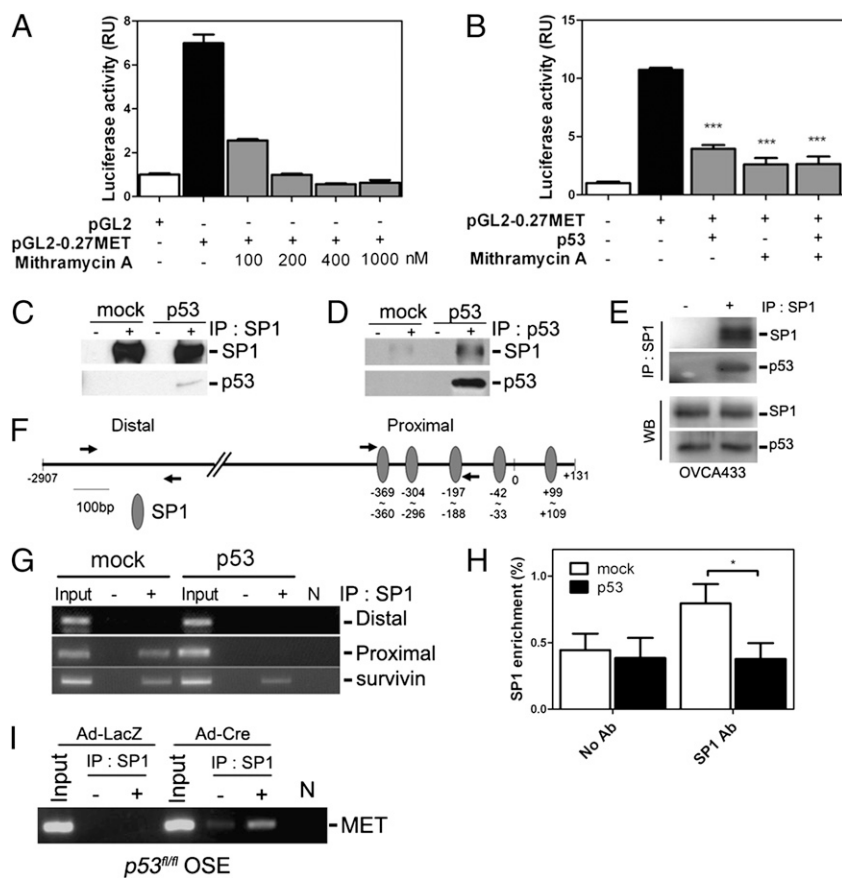 A
Luciferase activity (RU)
8
6
4
2
0
pGL2 + - - - - -
pGL2-0.27MET - + + + + +
Mithramycin A - - 100 200 400 1000 nM
B
Luciferase activity (RU)
15
10
5
0
*** *** ***
pGL2-0.27MET - + + + +
p53 - - + - +
Mithramycin A - - - + +
C
mock p53
- + - + IP : SP1
SP1
p53
D
mock p53
- + - + IP : p53
SP1
p53
E
- + IP : SP1
IP : SP1
SP1
p53
WB
SP1
p53
OVCA433
F
Distal Proximal
-2907 0 +131
100bp
SP1
-369 -304 -197 -42 +99
~ ~ ~ ~ ~
-360 -296 -188 -33 +109
G
mock p53
Input - + Input - + N IP : SP1
Distal
Proximal
survivin
H
SP1 enrichment (%)
1.0
0.5
0.0
mock
p53
*
No Ab SP1 Ab
I
Ad-LacZ Ad-Cre
Input IP : SP1 Input IP : SP1 N
- + - +
MET
p53fl/fl OSE